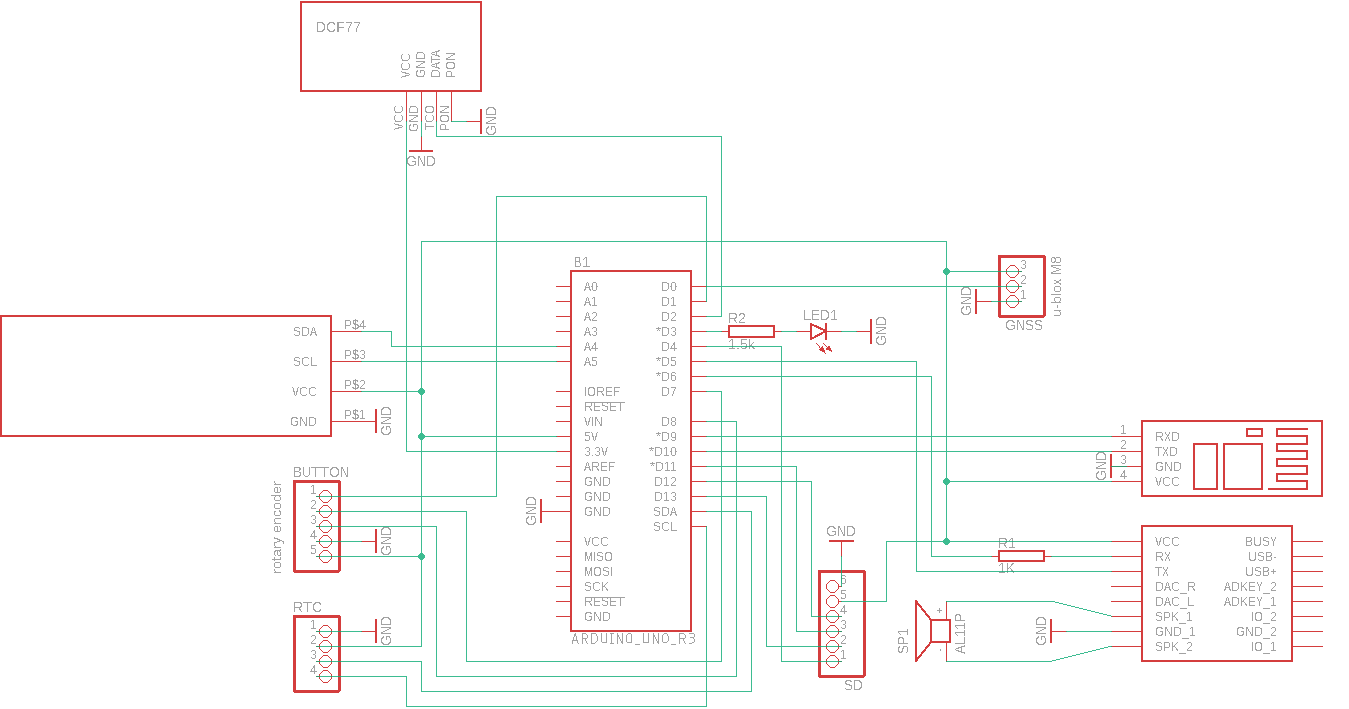 DCF77
VCC GND DATA PON
VCC GND TCO PON
GND
GND
SDA P$4
SCL P$3
VCC P$2
GND P$1
GND
B1
A0 D0
A1 D1
A2 D2
A3 *D3
A4 D4
A5 *D5
*D6
IOREF D7
RESET
VIN D8
5V *D9
3.3V *D10
AREF *D11
GND D12
GND D13
GND SDA
SCL
VCC
MISO
MOSI
SCK
RESET
GND
ARDUINO_UNO_R3
GND
R2
1.5k
LED1
GND
3
2
1
GND
GNSS
u-blox M8
BUTTON
rotary encoder
1
2
3
4
5
GND
RTC
1
2
3
4
GND
1 RXD
2 TXD
3 GND
4 VCC
GND
GND
6
5
4
3
2
1
SD
R1
1K
VCC BUSY
RX USB-
TX USB+
DAC_R ADKEY_2
DAC_L ADKEY_1
SPK_1 IO_2
GND_1 GND_2
SPK_2 IO_1
GND
SP1
+
-
AL11P